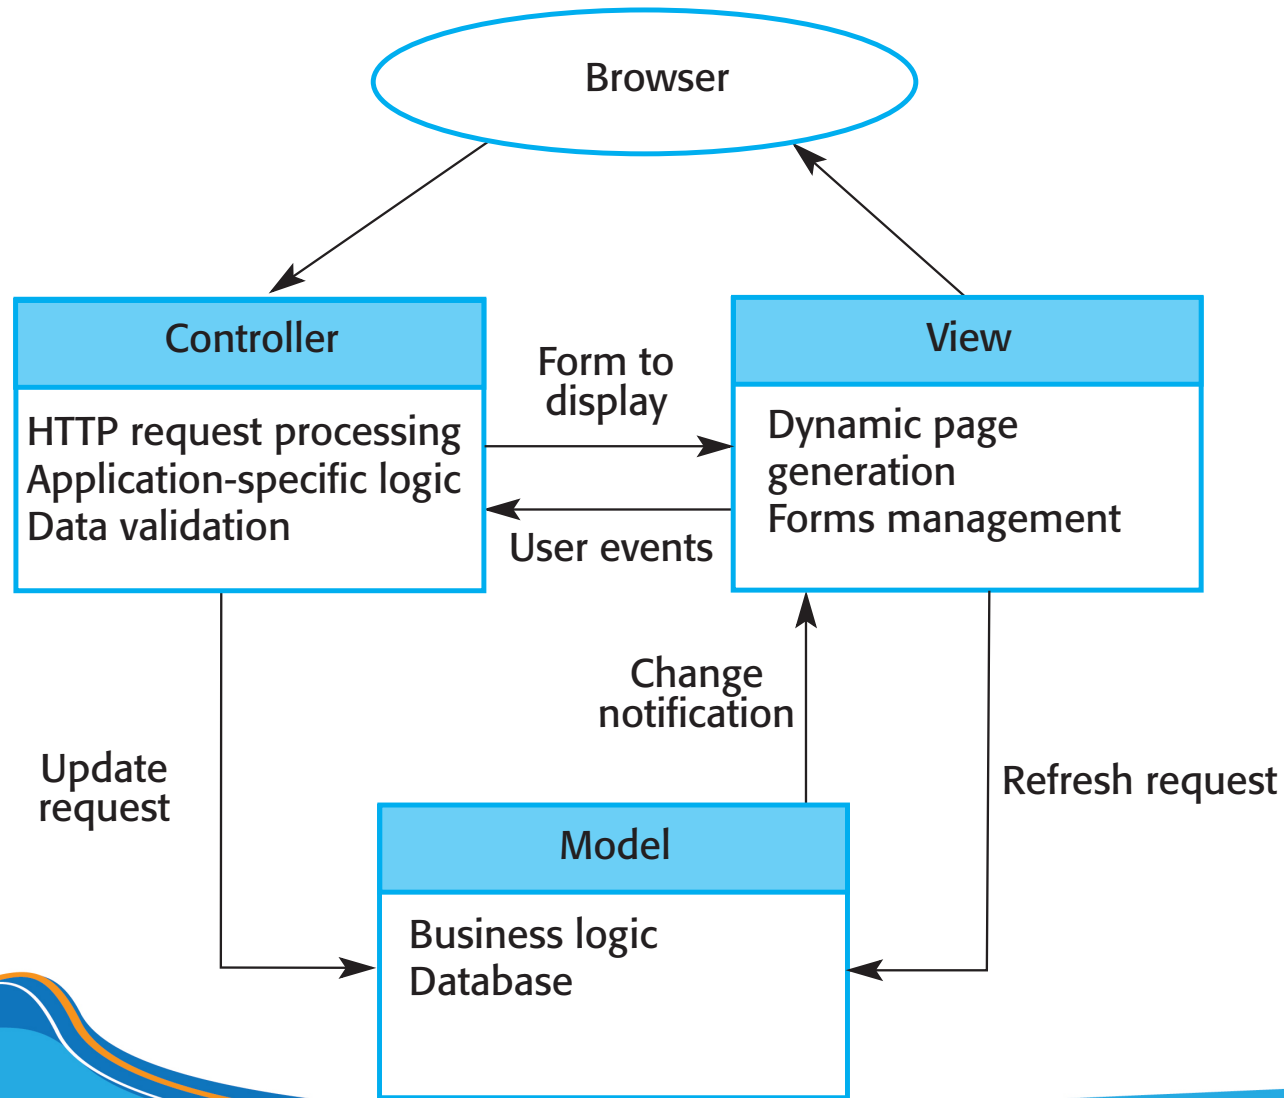 Browser
Controller
HTTP request processing
Application-specific logic
Data validation
Form to
display
User events
View
Dynamic page
generation
Forms management
Change
notification
Update
request
Refresh request
Model
Business logic
Database